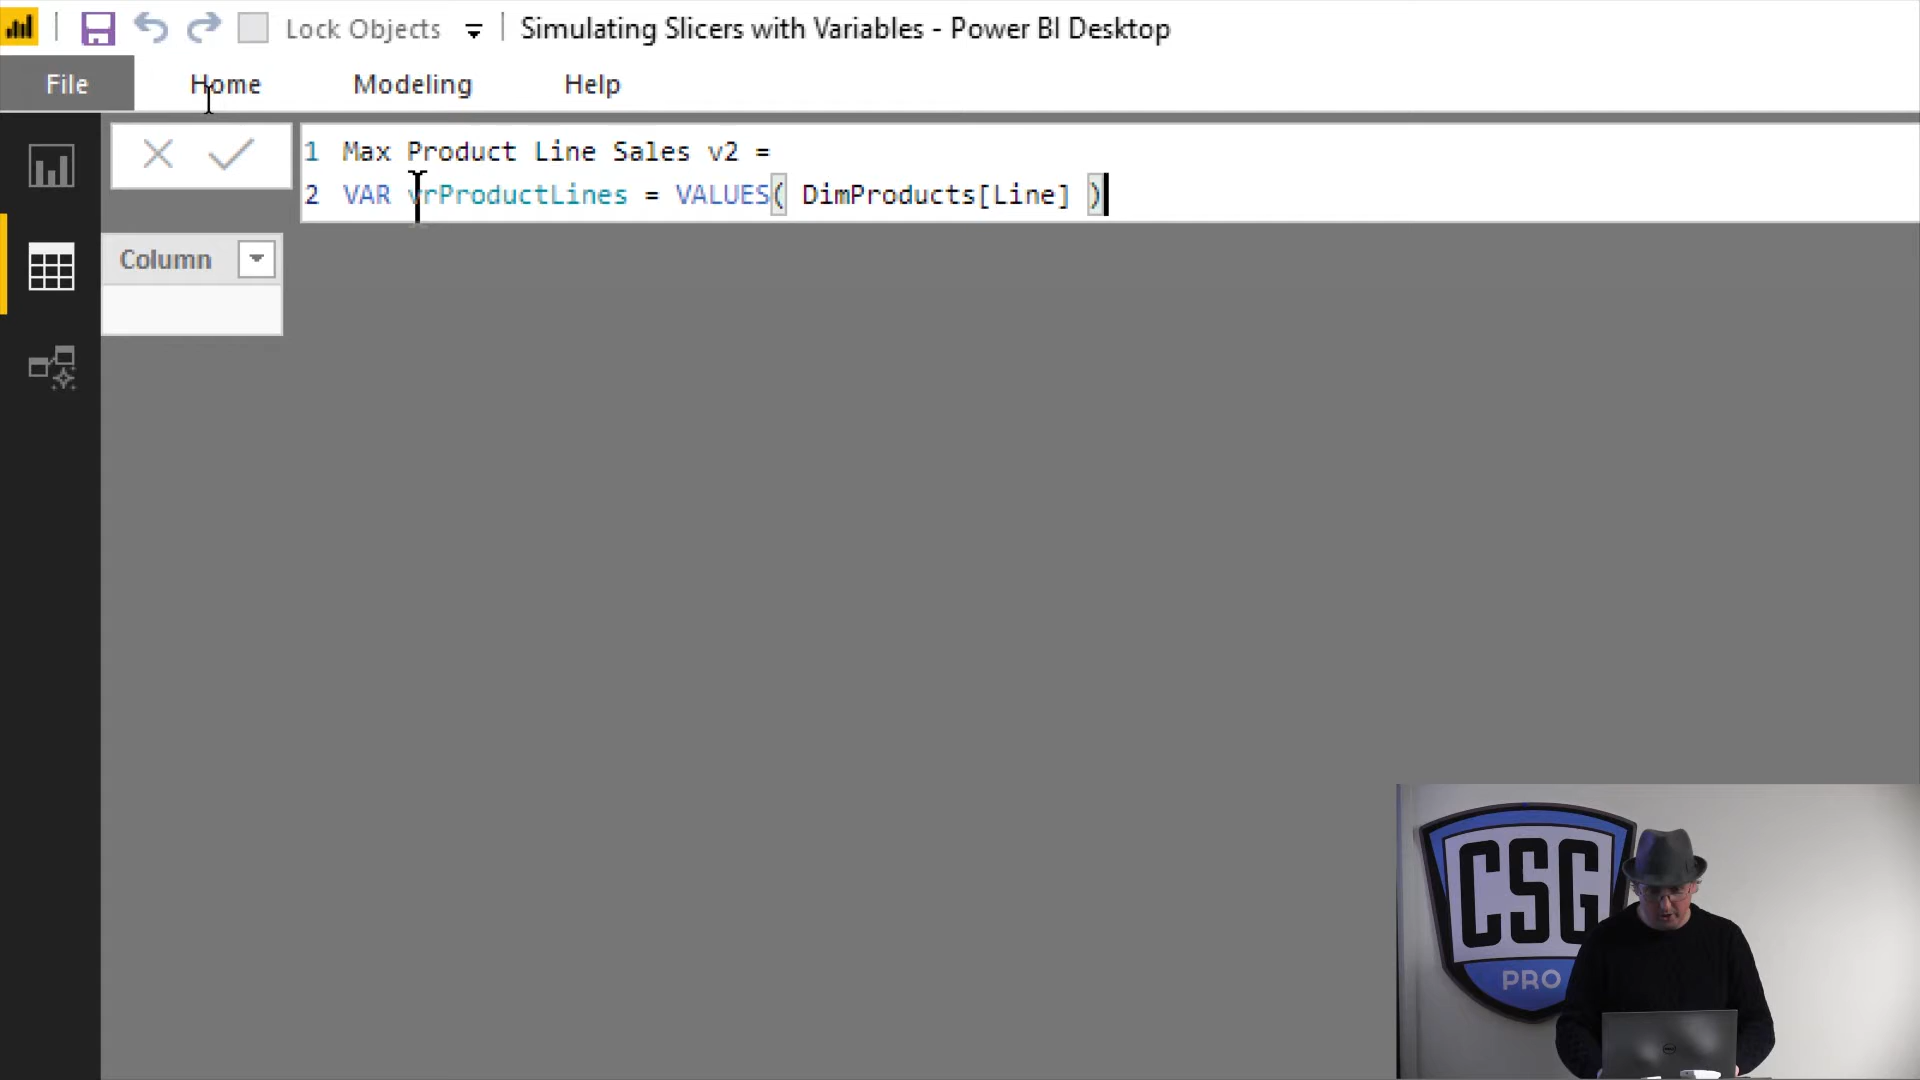 Lock Objects
Simulating Slicers with Variables - Power BI Desktop
File Home Modeling Help
1 Max Product Line Sales v2 =
2 VAR vrProductLines = VALUES( DimProducts[Line] )
Column
CSG
PRO